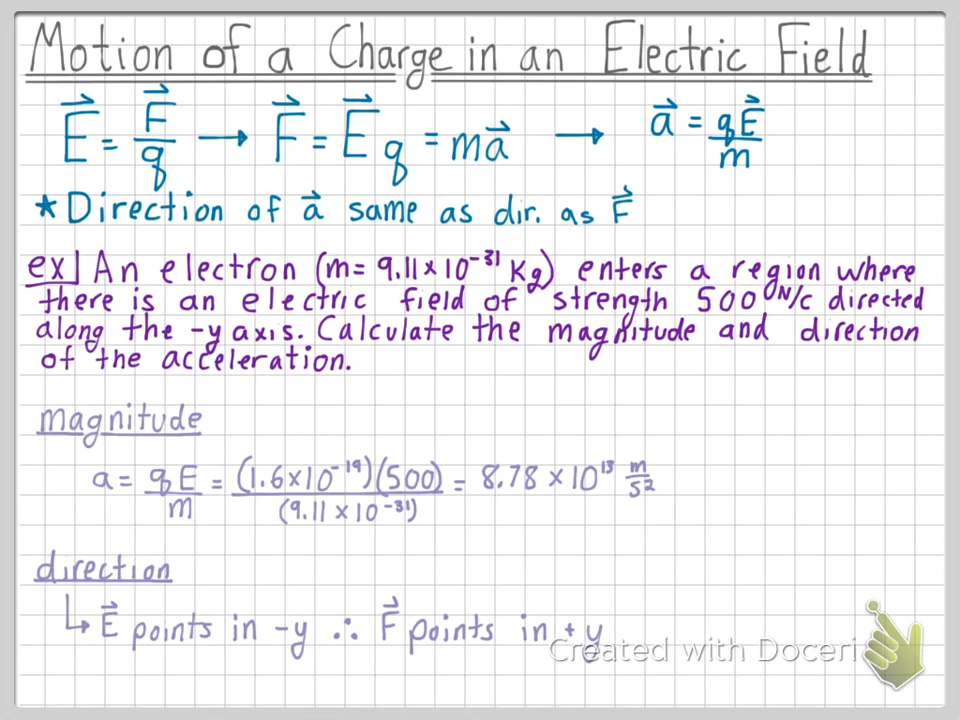 Motion of a Charge in an Electric Field
E⃗ = F⃗/q → F⃗ = E⃗q = ma⃗ → a⃗ = qE⃗/m
* Direction of a⃗ same as dir. as F⃗
ex] An electron (m= 9.11×10⁻³¹ Kg) enters a region where
there is an electric field of strength 500 N/C directed
along the -y axis. Calculate the magnitude and direction
of the acceleration.
magnitude
a = qE/m = (1.6×10⁻¹⁹)(500)/(9.11×10⁻³¹) = 8.78×10¹³ m/s²
direction
↳ E⃗ points in -y ∴ F⃗ points in +y
Created with Doceri